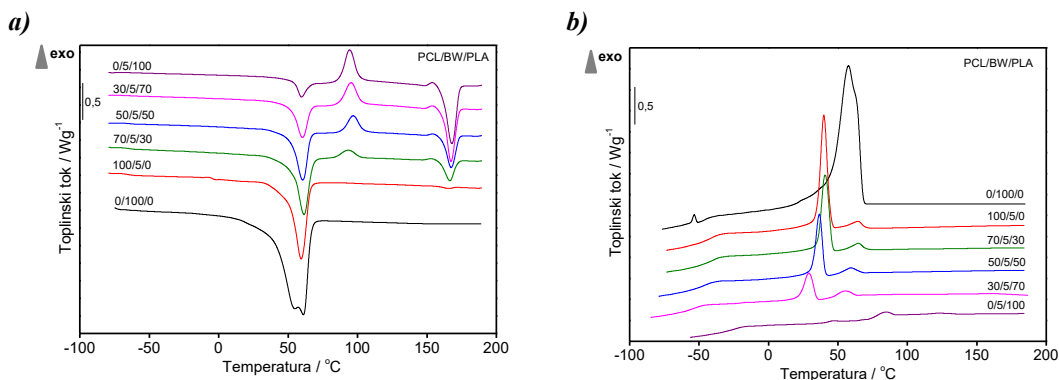 a)
exo
PCL/BW/PLA
0,5
0/5/100
30/5/70
50/5/50
70/5/30
100/5/0
0/100/0
Toplinski tok / Wg⁻¹
-100 -50 0 50 100 150 200
Temperatura / °C
b)
exo
PCL/BW/PLA
0,5
0/100/0
100/5/0
70/5/30
50/5/50
30/5/70
0/5/100
Toplinski tok / Wg⁻¹
-100 -50 0 50 100 150 200
Temperatura / °C